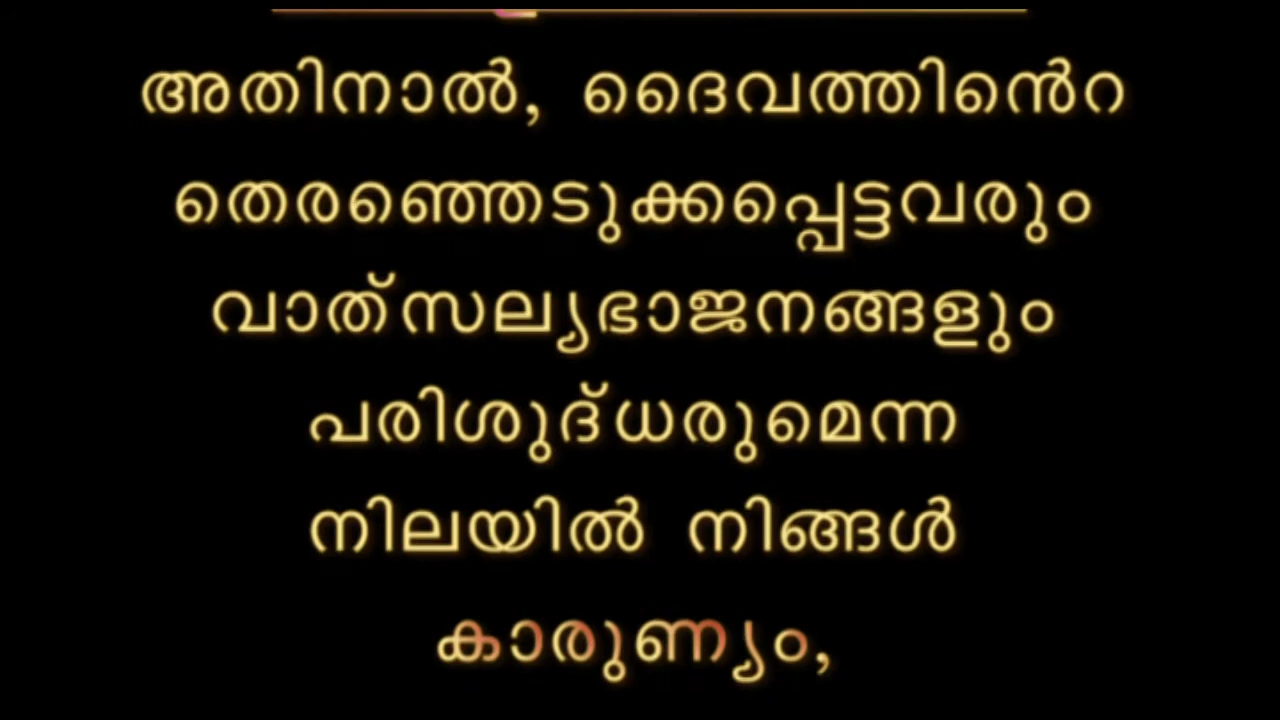 അതിനാൽ, ദൈവത്തിൻെറ
തെരഞ്ഞെടുക്കപ്പെട്ടവരും
വാത്സല്യഭാജനങ്ങളും
പരിശുദ്ധരുമെന്ന
നിലയിൽ നിങ്ങൾ
കാരുണ്യം,